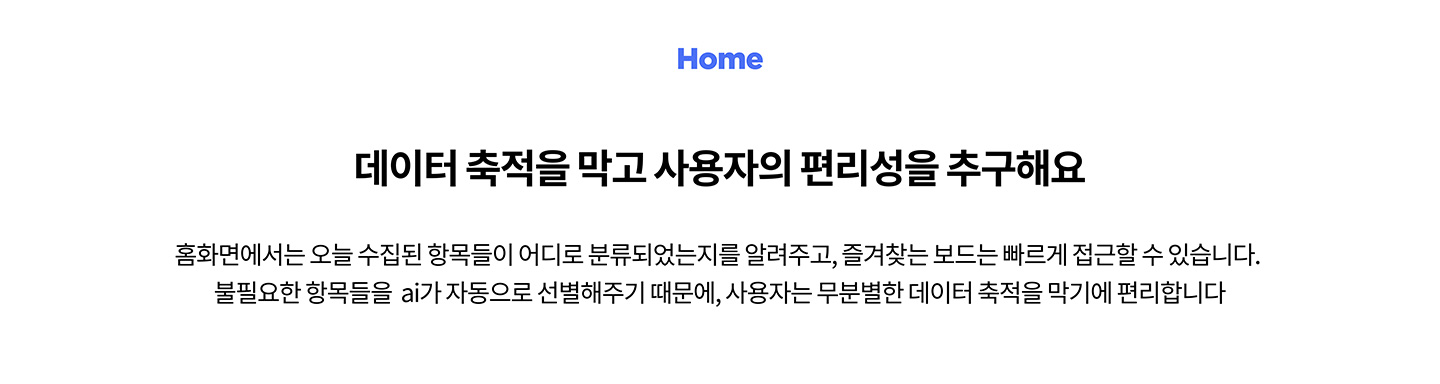 Home
데이터 축적을 막고 사용자의 편리성을 추구해요
홈화면에서는 오늘 수집된 항목들이 어디로 분류되었는지를 알려주고, 즐겨찾는 보드는 빠르게 접근할 수 있습니다.
불필요한 항목들을 ai가 자동으로 선별해주기 때문에, 사용자는 무분별한 데이터 축적을 막기에 편리합니다